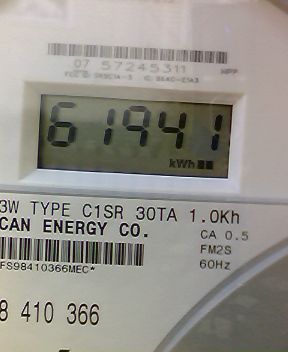 07 57245311
61941
kWh
3W TYPE C1SR 30TA 1.0Kh
CAN ENERGY CO.
CA 0.5
FM2S
FS98410366MEC*
60Hz
8 410 366